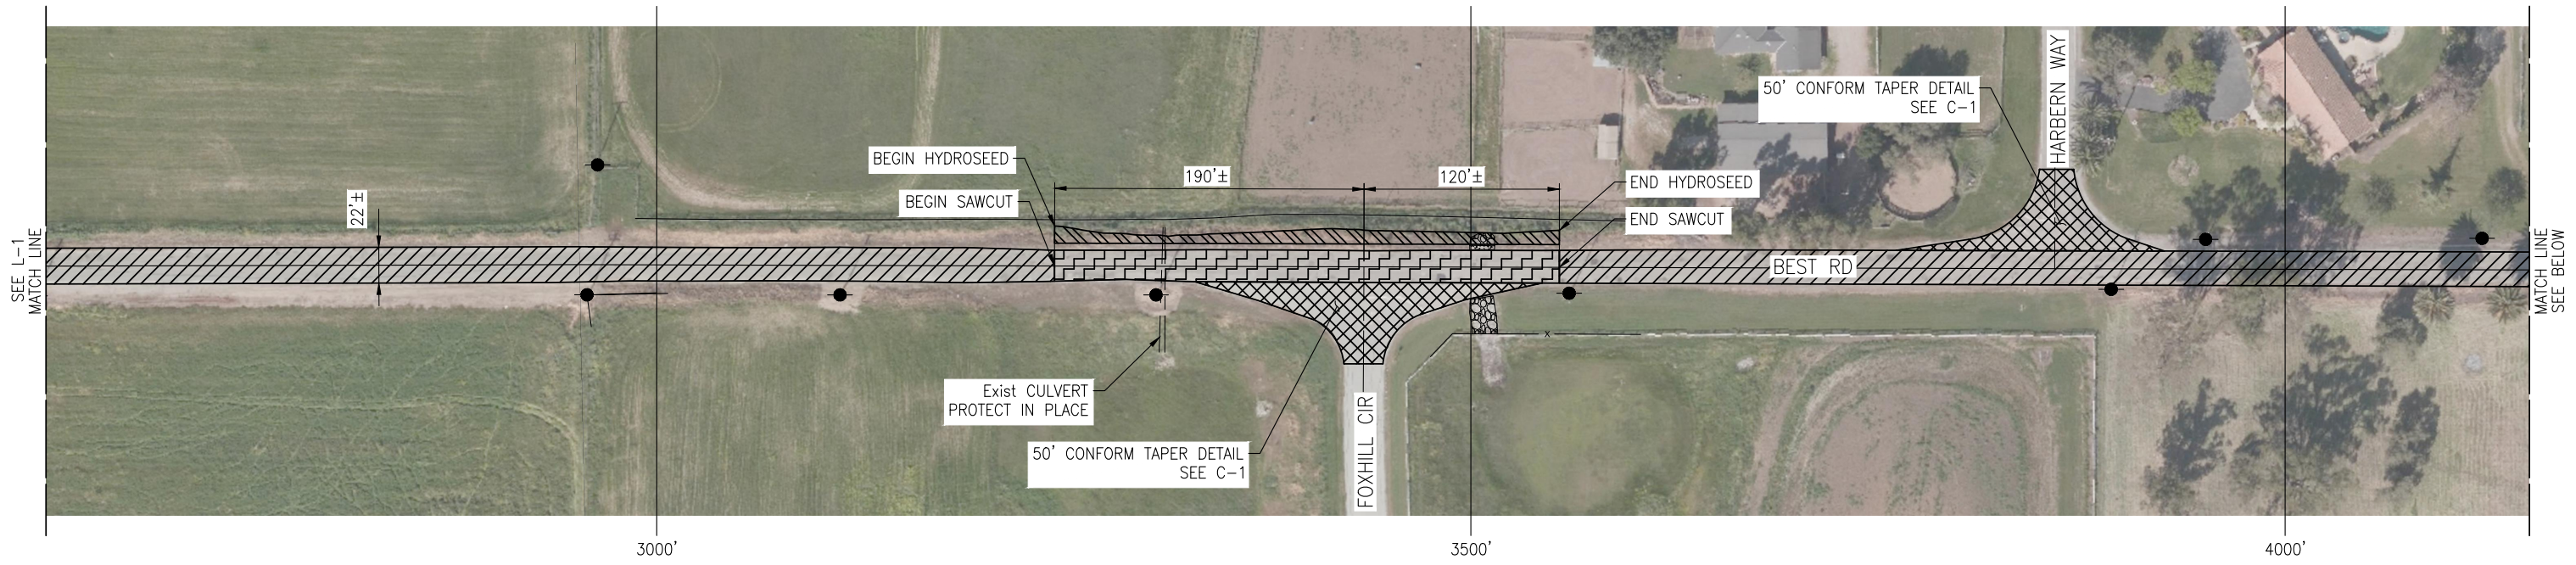 HARBERN WAY
50' CONFORM TAPER DETAIL
SEE C-1
BEGIN HYDROSEED
190'±
120'±
END HYDROSEED
22'±
BEGIN SAWCUT
END SAWCUT
SEE L-1
MATCH LINE
BEST RD
MATCH LINE
SEE BELOW
x
Exist CULVERT
PROTECT IN PLACE
50' CONFORM TAPER DETAIL
SEE C-1
FOXHILL CIR
3000'
3500'
4000'